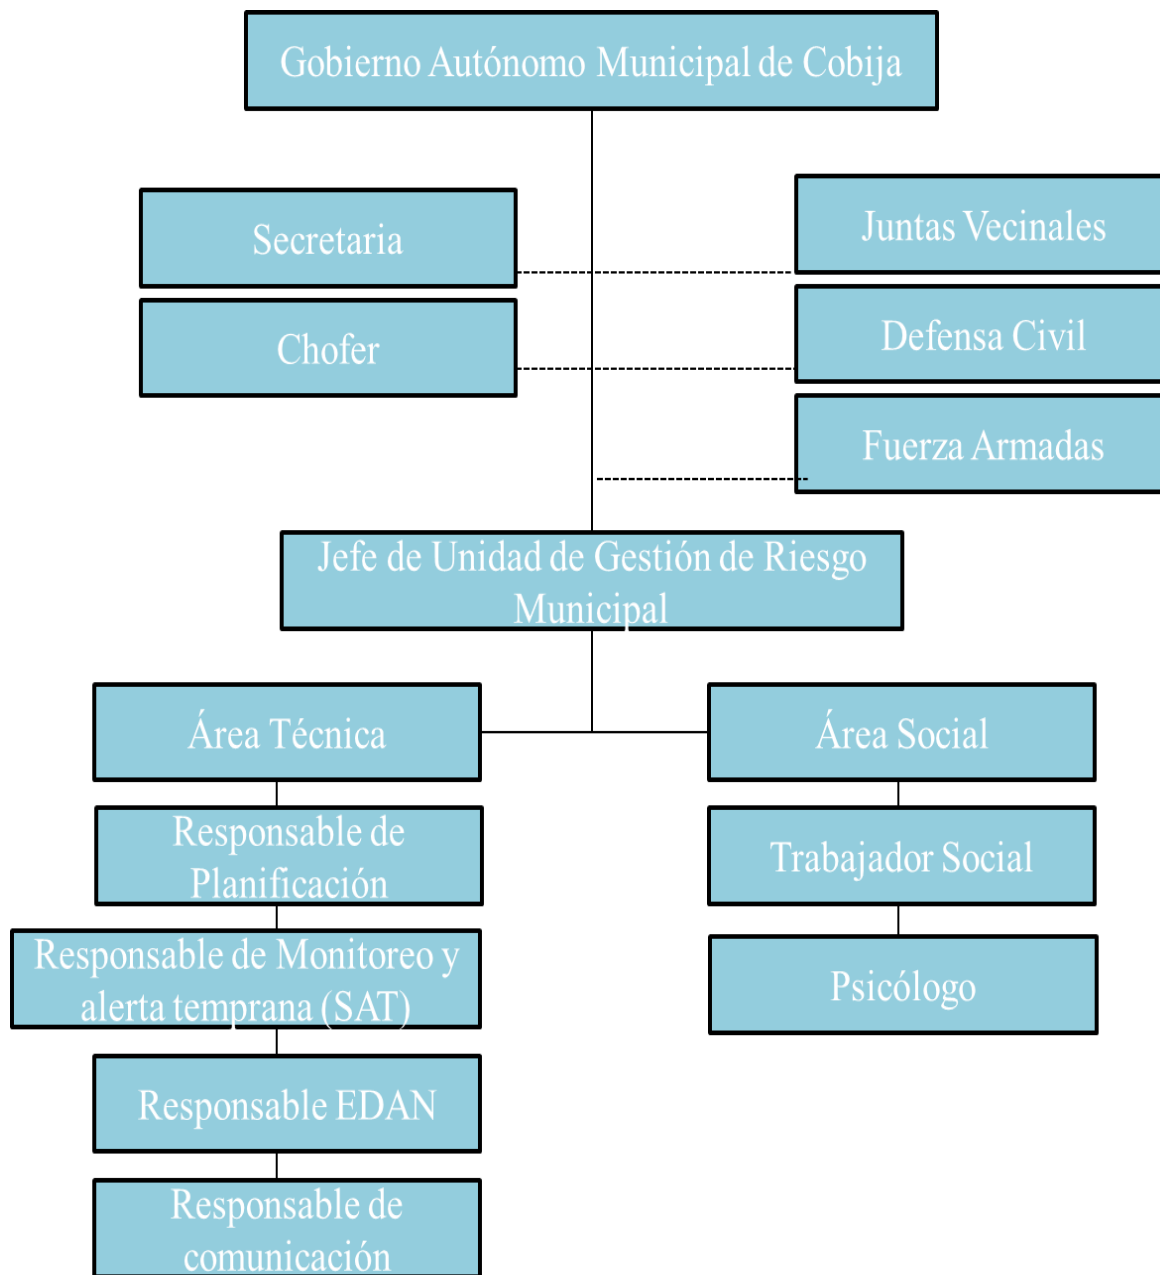 Gobierno Autónomo Municipal de Cobija
Secretaria
Juntas Vecinales
Chofer
Defensa Civil
Fuerza Armadas
Jefe de Unidad de Gestión de Riesgo
Municipal
Área Técnica
Área Social
Responsable de
Planificación
Trabajador Social
Responsable de Monitoreo y
alerta temprana (SAT)
Psicólogo
Responsable EDAN
Responsable de
comunicación